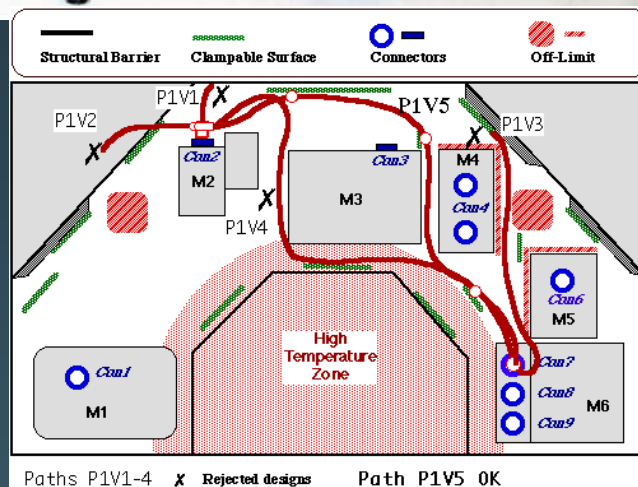 Structural Barrier Clampable Surface Connectors Off-Limit
P1V1
P1V2
P1V5
P1V3
Con2
Con3
M4
M2
M3
Con4
P1V4
Con6
M5
High
Temperature
Zone
Con7
Con1
Con8
M6
M1
Con9
Paths P1V1-4 ✗ Rejected designs Path P1V5 OK